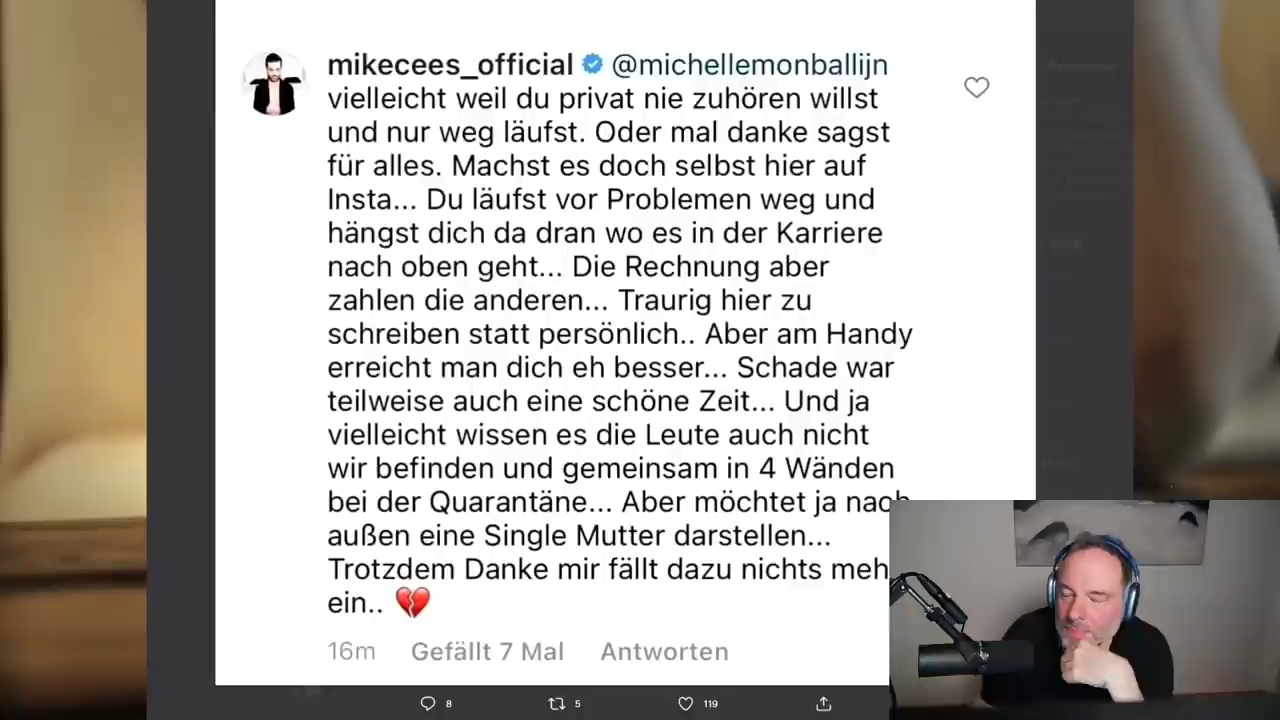 mikecees_official @michellemonballijn
vielleicht weil du privat nie zuhören willst
und nur weg läufst. Oder mal danke sagst
für alles. Machst es doch selbst hier auf
Insta... Du läufst vor Problemen weg und
hängst dich da dran wo es in der Karriere
nach oben geht... Die Rechnung aber
zahlen die anderen... Traurig hier zu
schreiben statt persönlich.. Aber am Handy
erreicht man dich eh besser... Schade war
teilweise auch eine schöne Zeit... Und ja
vielleicht wissen es die Leute auch nicht
wir befinden und gemeinsam in 4 Wänden
bei der Quarantäne... Aber möchtet ja nach
außen eine Single Mutter darstellen...
Trotzdem Danke mir fällt dazu nichts meh
ein.. 💔
16m Gefällt 7 Mal Antworten
8 5 119